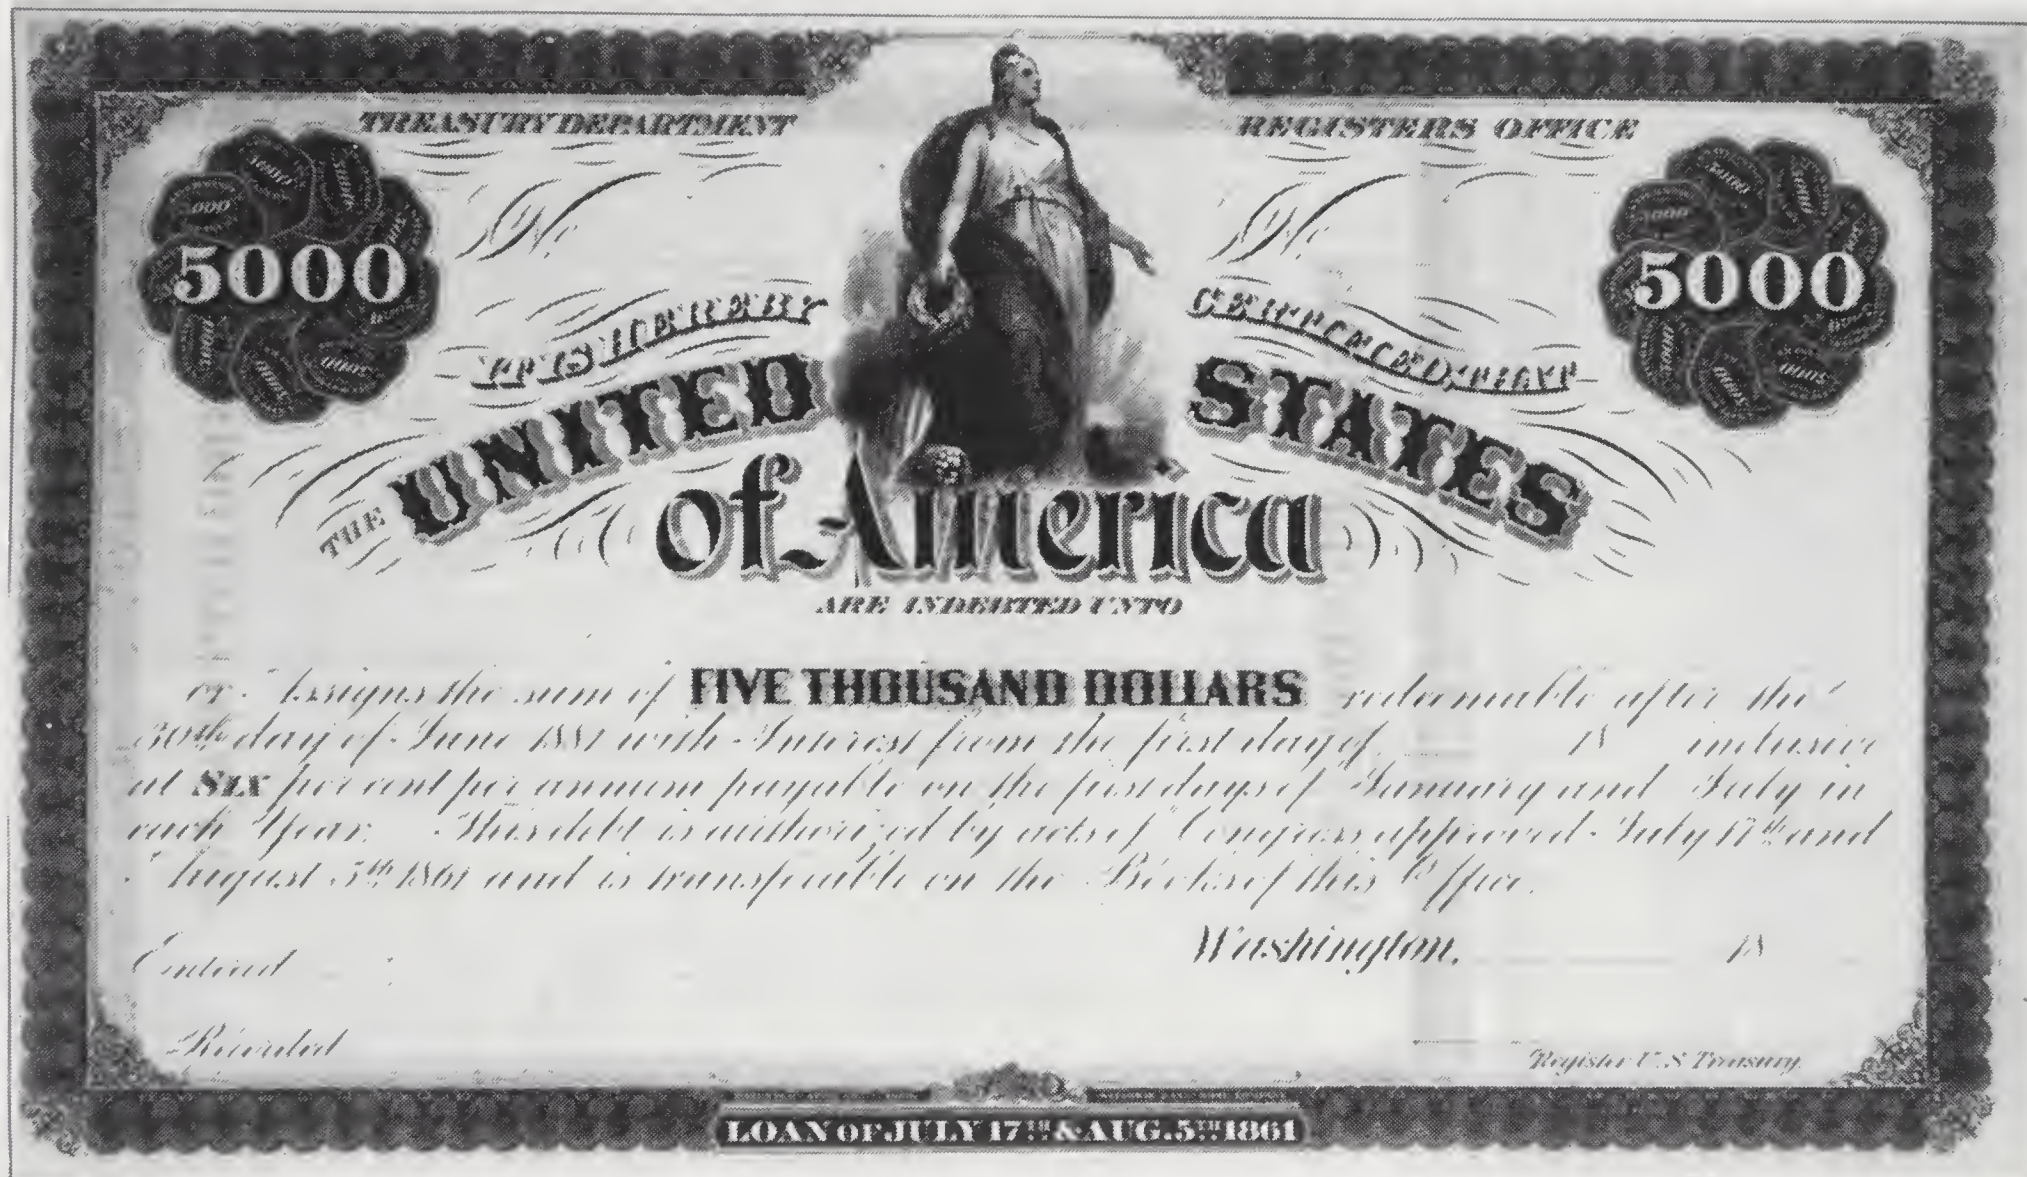 TREASURY DEPARTMENT
REGISTERS OFFICE
No.
No.
5000
5000
IT IS HEREBY CERTIFIED, THAT
THE UNITED STATES
of America
ARE INDEBTED UNTO
or Assigns the sum of FIVE THOUSAND DOLLARS redeemable after the
30th day of June 1881 with Interest from the first day of 18 inclusive
at SIX per cent per annum payable on the first days of January and July in
each Year. This debt is authorized by acts of Congress approved July 17th and
August 5th 1861 and is transferable on the Books of this Office.
Washington, 18
Entered
Recorded
Register U.S Treasury.
LOAN OF JULY 17TH & AUG. 5TH 1861